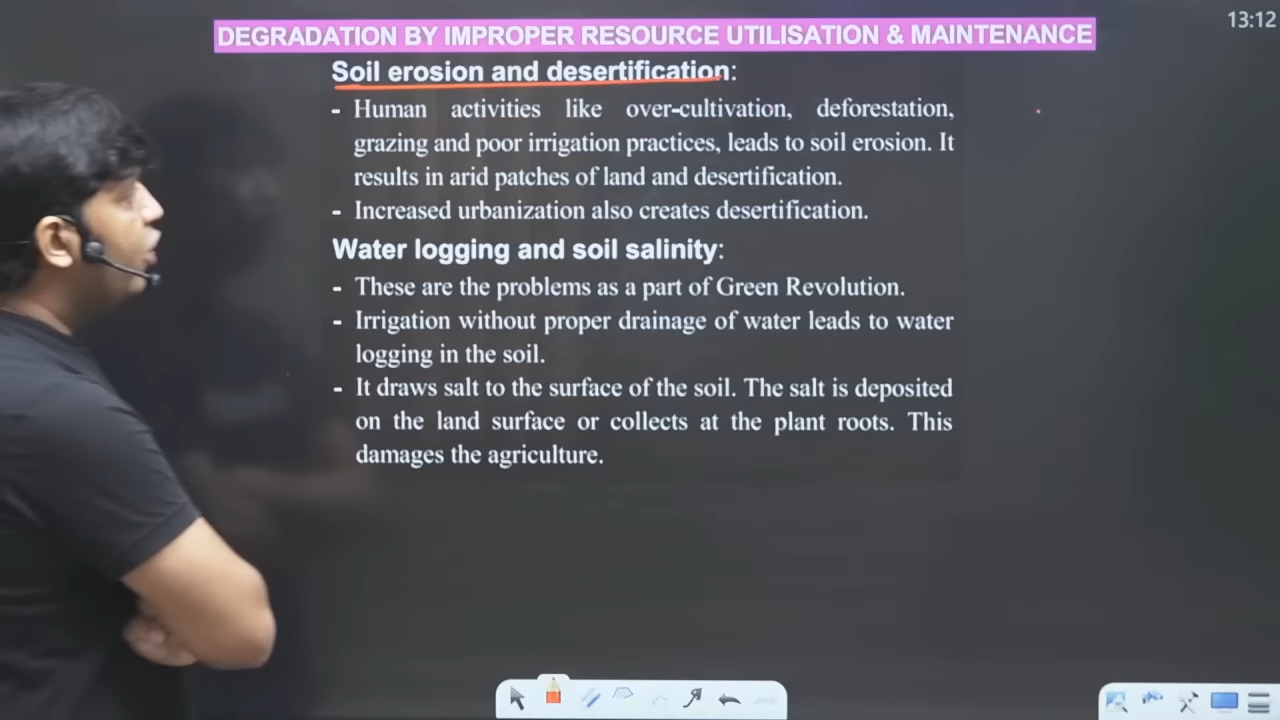 13:12
DEGRADATION BY IMPROPER RESOURCE UTILISATION & MAINTENANCE
Soil erosion and desertification:
- Human activities like over-cultivation, deforestation,
grazing and poor irrigation practices, leads to soil erosion. It
results in arid patches of land and desertification.
- Increased urbanization also creates desertification.
Water logging and soil salinity:
- These are the problems as a part of Green Revolution.
- Irrigation without proper drainage of water leads to water
logging in the soil.
- It draws salt to the surface of the soil. The salt is deposited
on the land surface or collects at the plant roots. This
damages the agriculture.